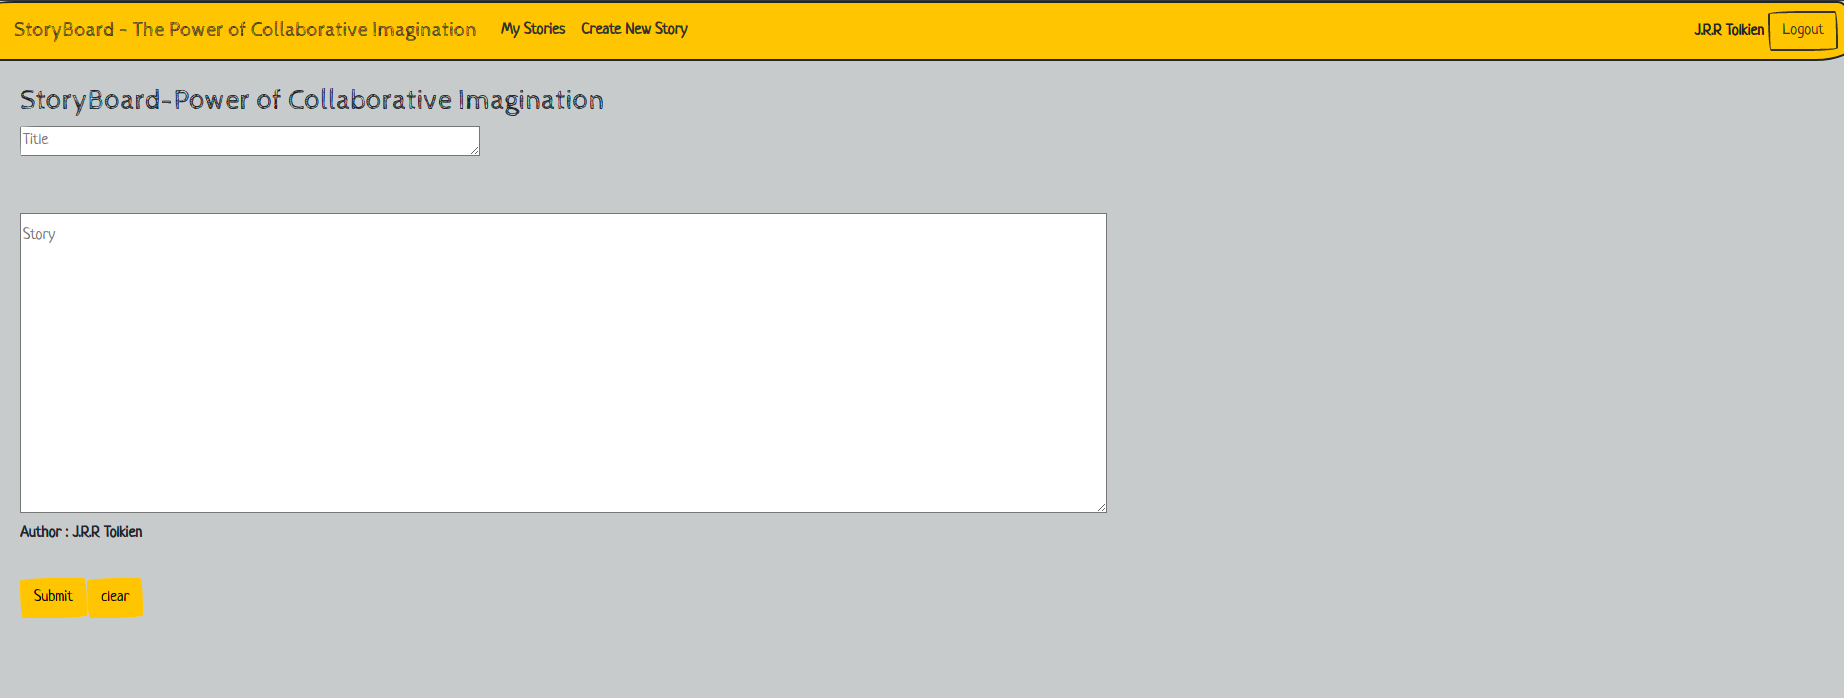 StoryBoard - The Power of Collaborative Imagination My Stories Create New Story J.R.R Tolkien Logout
StoryBoard-Power of Collaborative Imagination
Title
Story
Author : J.R.R Tolkien
Submit clear